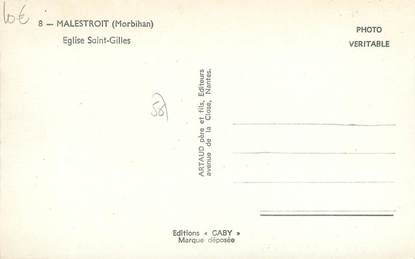 10€
8 — MALESTROIT (Morbihan)
Eglise Saint-Gilles
PHOTO
VERITABLE
ARTAUD père et fils, Editeurs
avenue de la Close, Nantes.
Editions « GABY »
Marque déposée